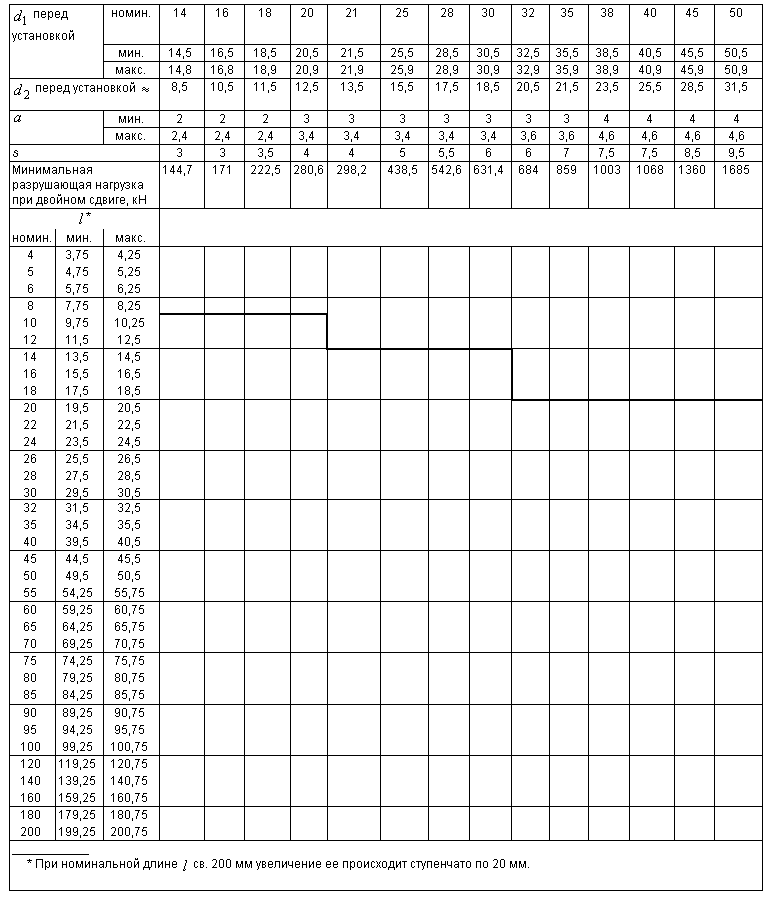 d1 перед установкой номин. 14 16 18 20 21 25 28 30 32 35 38 40 45 50
мин. 14,5 16,5 18,5 20,5 21,5 25,5 28,5 30,5 32,5 35,5 38,5 40,5 45,5 50,5
макс. 14,8 16,8 18,9 20,9 21,9 25,9 28,9 30,9 32,9 35,9 38,9 40,9 45,9 50,9
d2 перед установкой ≈ 8,5 10,5 11,5 12,5 13,5 15,5 17,5 18,5 20,5 21,5 23,5 25,5 28,5 31,5
a мин. 2 2 2 3 3 3 3 3 3 3 4 4 4 4
макс. 2,4 2,4 2,4 3,4 3,4 3,4 3,4 3,4 3,6 3,6 4,6 4,6 4,6 4,6
s 3 3 3,5 4 4 5 5,5 6 6 7 7,5 7,5 8,5 9,5
Минимальная разрушающая нагрузка при двойном сдвиге, кН 144,7 171 222,5 280,6 298,2 438,5 542,6 631,4 684 859 1003 1068 1360 1685
l*
номин. мин. макс.
4 3,75 4,25
5 4,75 5,25
6 5,75 6,25
8 7,75 8,25
10 9,75 10,25
12 11,5 12,5
14 13,5 14,5
16 15,5 16,5
18 17,5 18,5
20 19,5 20,5
22 21,5 22,5
24 23,5 24,5
26 25,5 26,5
28 27,5 28,5
30 29,5 30,5
32 31,5 32,5
35 34,5 35,5
40 39,5 40,5
45 44,5 45,5
50 49,5 50,5
55 54,25 55,75
60 59,25 60,75
65 64,25 65,75
70 69,25 70,75
75 74,25 75,75
80 79,25 80,75
85 84,25 85,75
90 89,25 90,75
95 94,25 95,75
100 99,25 100,75
120 119,25 120,75
140 139,25 140,75
160 159,25 160,75
180 179,25 180,75
200 199,25 200,75
* При номинальной длине l св. 200 мм увеличение ее происходит ступенчато по 20 мм.